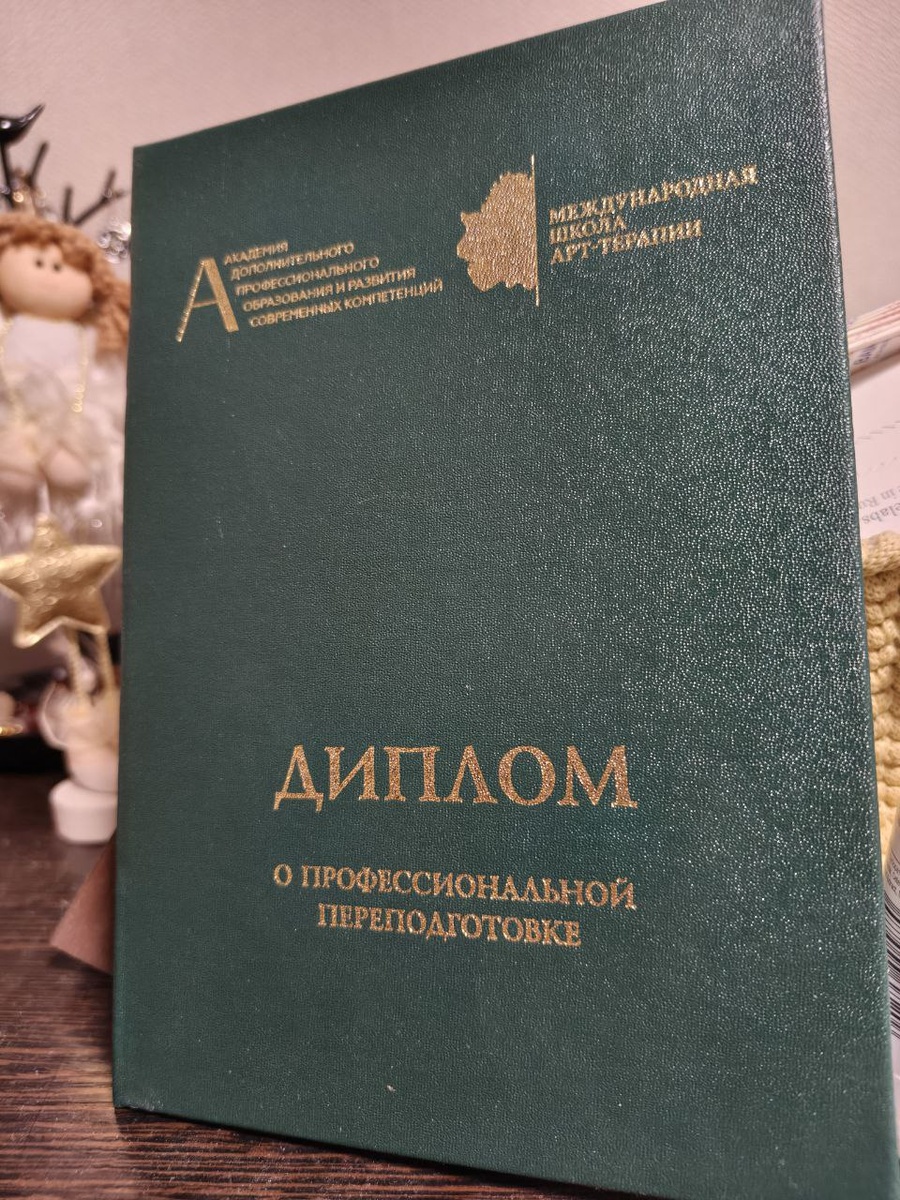 АКАДЕМИЯ
ДОПОЛНИТЕЛЬНОГО
ПРОФЕССИОНАЛЬНОГО
ОБРАЗОВАНИЯ И РАЗВИТИЯ
СОВРЕМЕННЫХ КОМПЕТЕНЦИЙ
МЕЖДУНАРОДНАЯ
ШКОЛА
АРТ-ТЕРАПИИ
ДИПЛОМ
О ПРОФЕССИОНАЛЬНОЙ
ПЕРЕПОДГОТОВКЕ